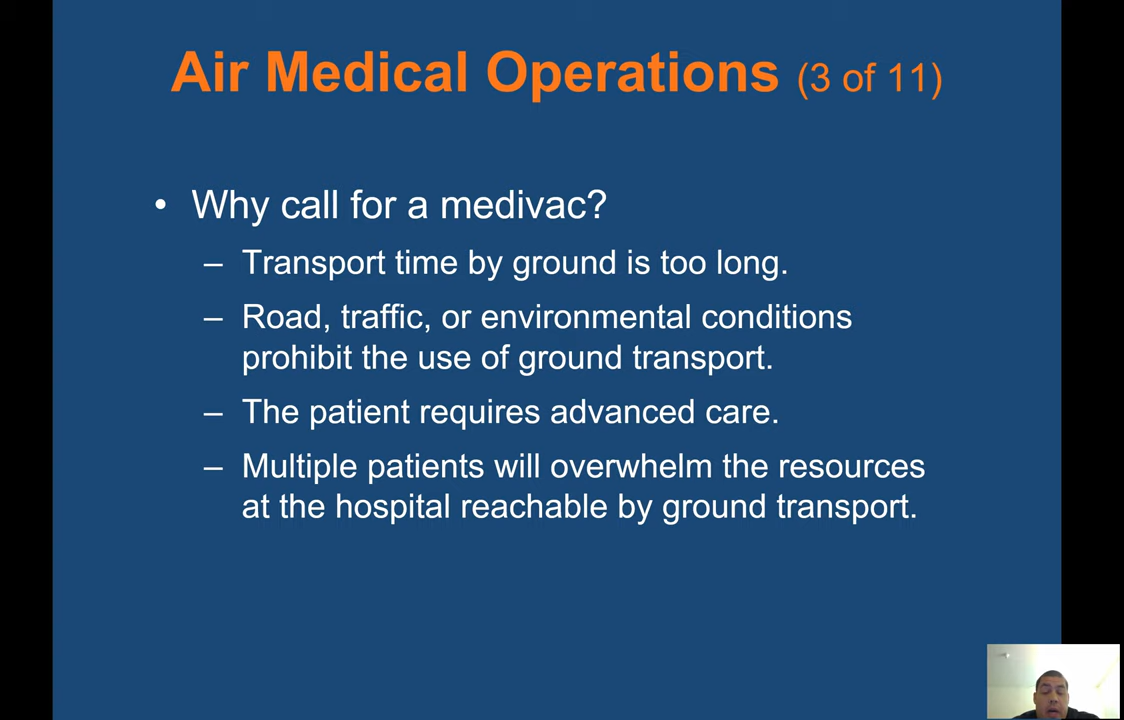 Air Medical Operations (3 of 11)
• Why call for a medivac?
– Transport time by ground is too long.
– Road, traffic, or environmental conditions
prohibit the use of ground transport.
– The patient requires advanced care.
– Multiple patients will overwhelm the resources
at the hospital reachable by ground transport.